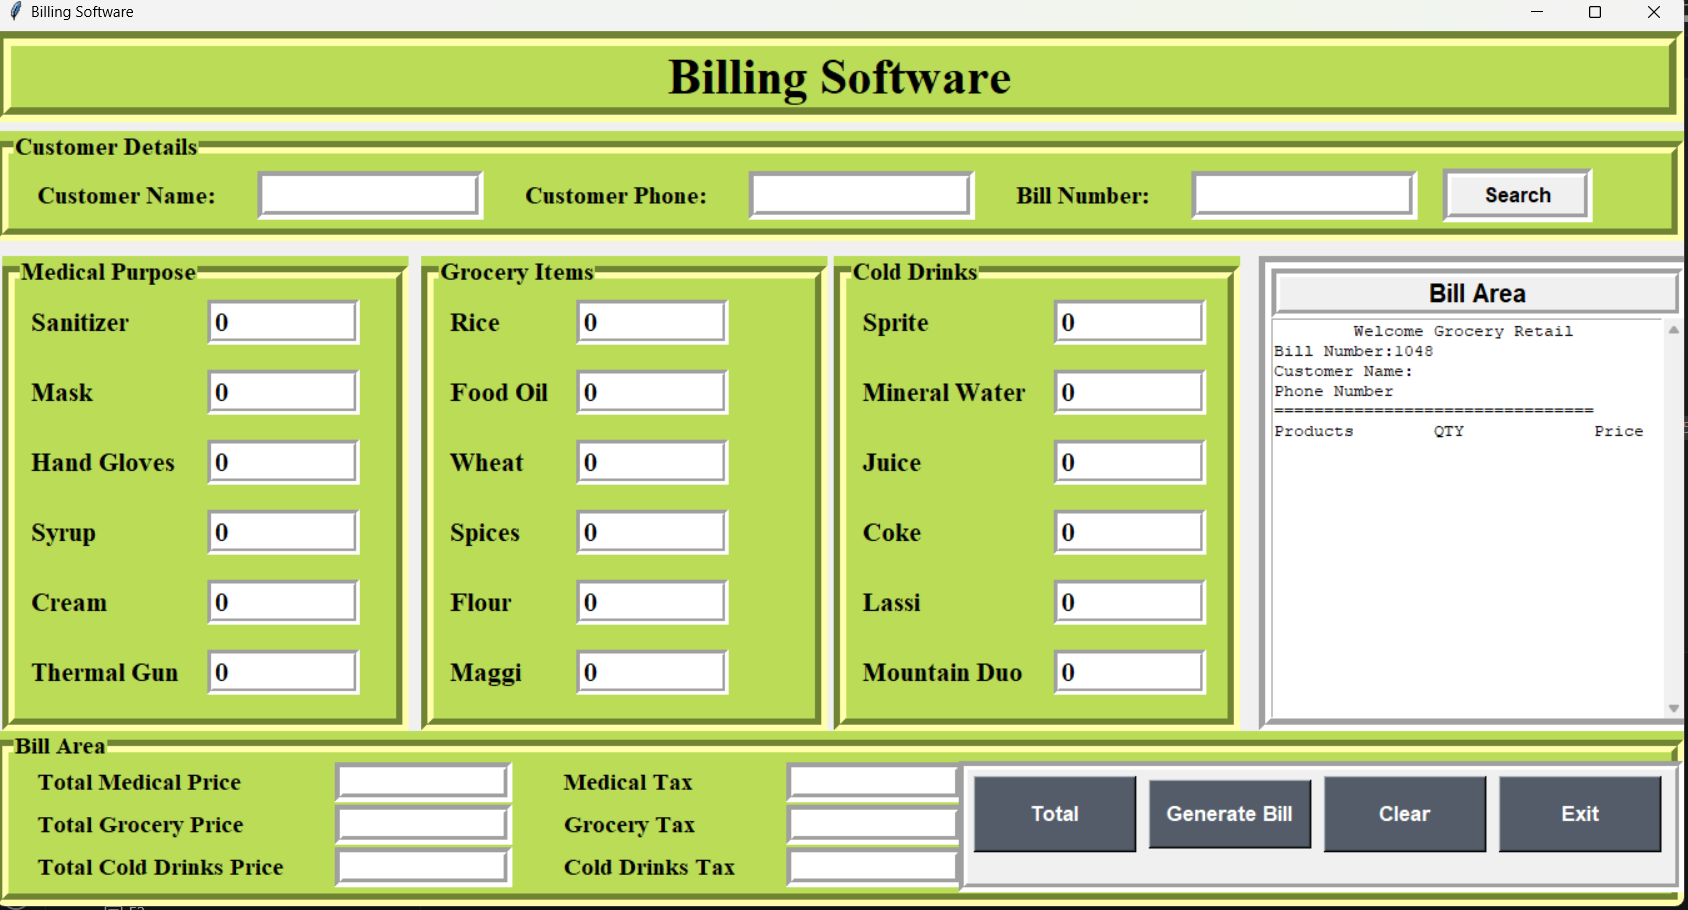 Billing Software
Billing Software
Customer Details
Customer Name:
Customer Phone:
Bill Number:
Search
Medical Purpose
Sanitizer 0
Mask 0
Hand Gloves 0
Syrup 0
Cream 0
Thermal Gun 0
Grocery Items
Rice 0
Food Oil 0
Wheat 0
Spices 0
Flour 0
Maggi 0
Cold Drinks
Sprite 0
Mineral Water 0
Juice 0
Coke 0
Lassi 0
Mountain Duo 0
Bill Area
Welcome Grocery Retail
Bill Number:1048
Customer Name:
Phone Number
================================
Products QTY Price
Bill Area
Total Medical Price
Total Grocery Price
Total Cold Drinks Price
Medical Tax
Grocery Tax
Cold Drinks Tax
Total
Generate Bill
Clear
Exit